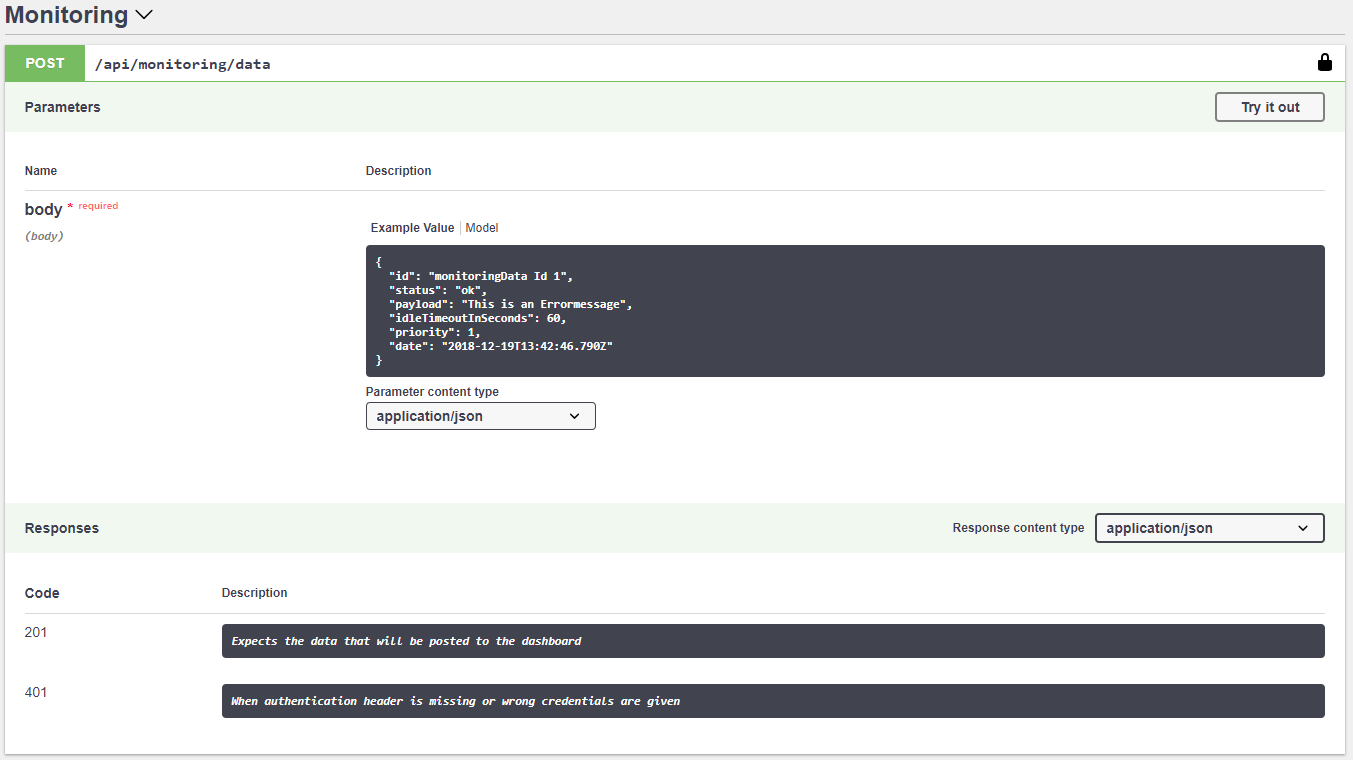 Monitoring
POST /api/monitoring/data
Parameters Try it out
Name Description
body * required
(body)
Example Value Model
{
"id": "monitoringData Id 1",
"status": "ok",
"payload": "This is an Errormessage",
"idleTimeoutInSeconds": 60,
"priority": 1,
"date": "2018-12-19T13:42:46.790Z"
}
Parameter content type
application/json
Responses Response content type application/json
Code Description
201 Expects the data that will be posted to the dashboard
401 When authentication header is missing or wrong credentials are given